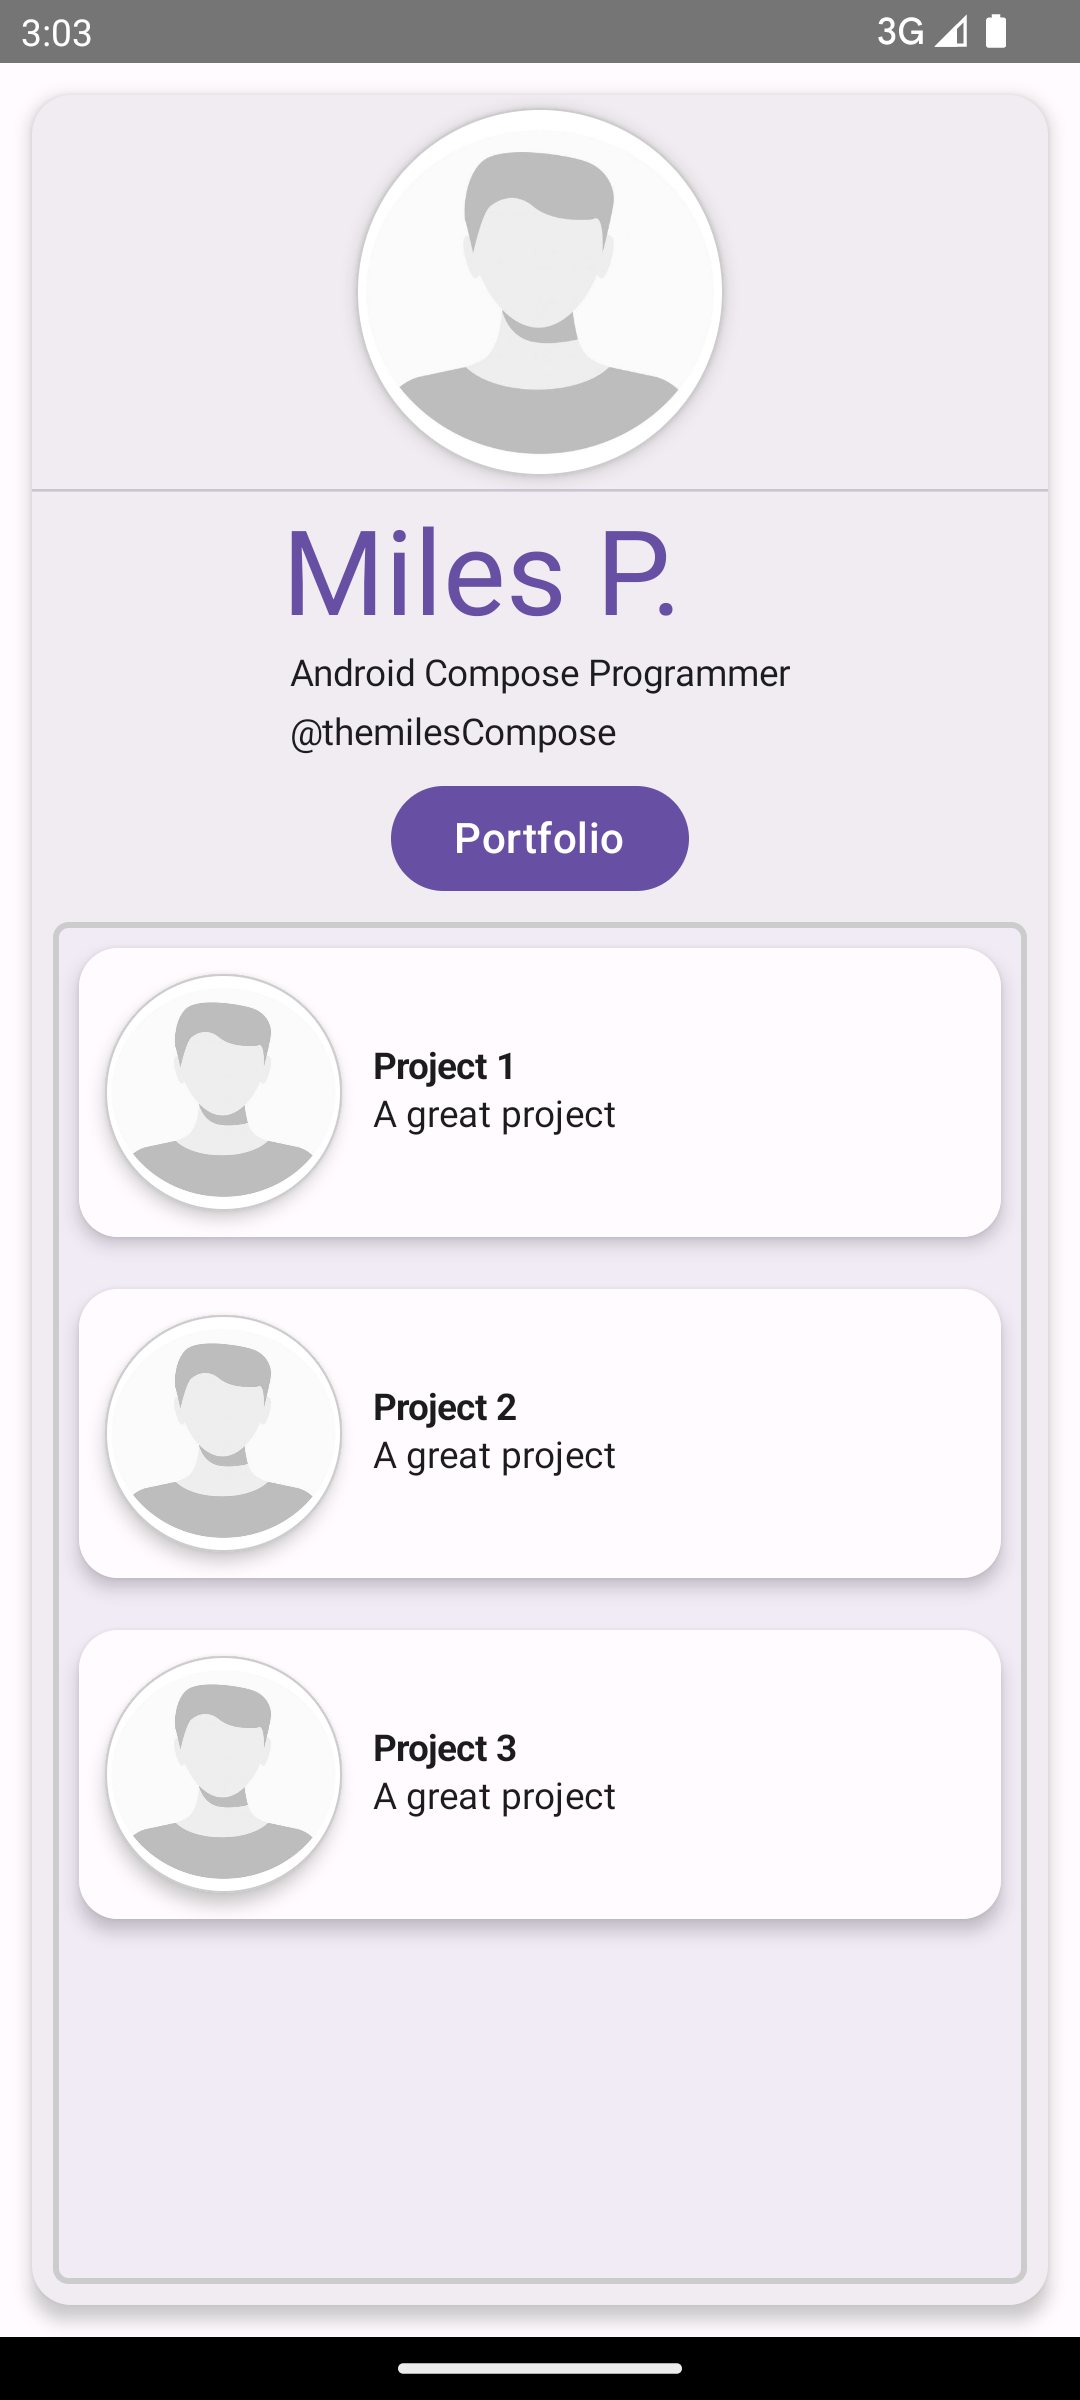 3:03 3G
Miles P.
Android Compose Programmer
@themilesCompose
Portfolio
Project 1
A great project
Project 2
A great project
Project 3
A great project